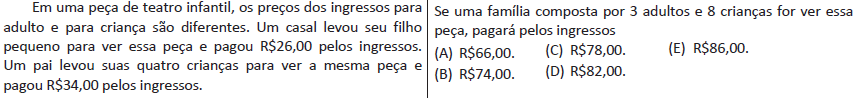 Em uma peça de teatro infantil, os preços dos ingressos para
adulto e para criança são diferentes. Um casal levou seu filho
pequeno para ver essa peça e pagou R$26,00 pelos ingressos.
Um pai levou suas quatro crianças para ver a mesma peça e
pagou R$34,00 pelos ingressos.
Se uma família composta por 3 adultos e 8 crianças for ver essa
peça, pagará pelos ingressos
(A) R$66,00. (C) R$78,00. (E) R$86,00.
(B) R$74,00. (D) R$82,00.